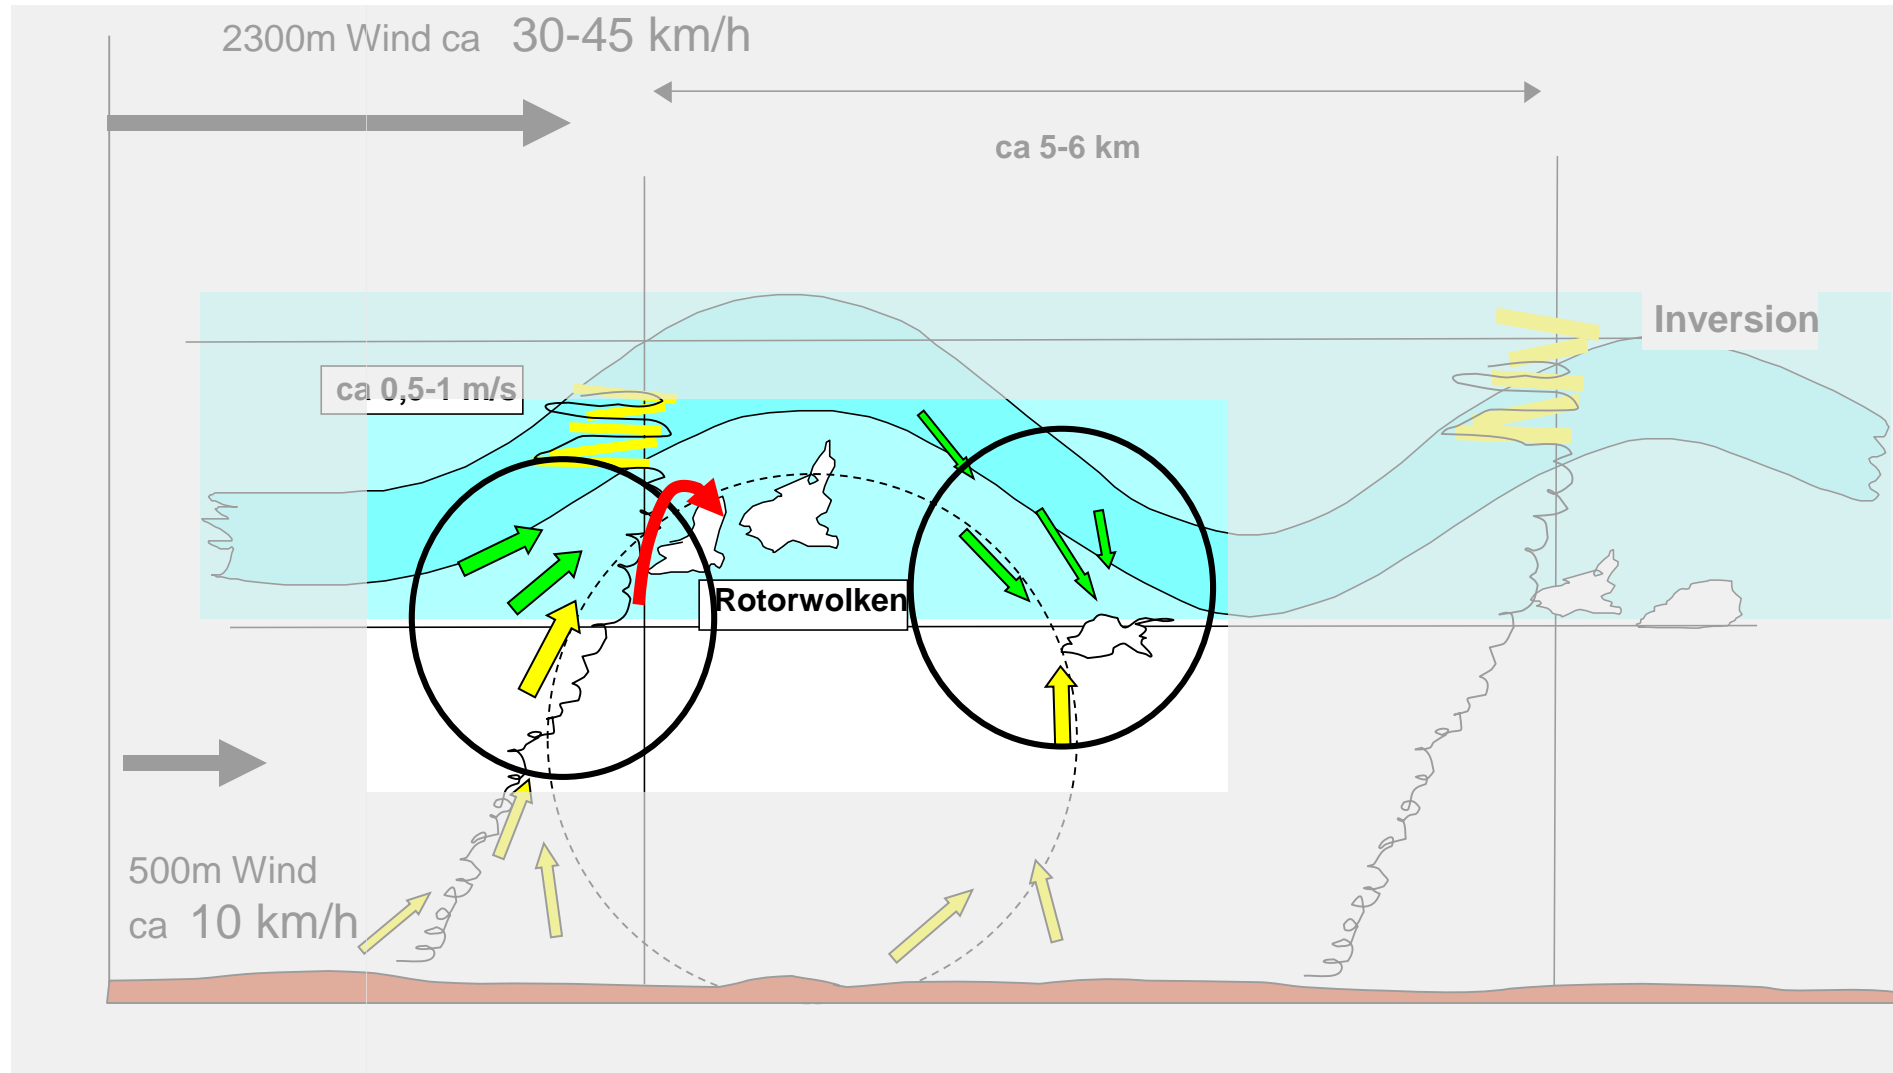 2300m Wind ca 30-45 km/h
ca 5-6 km
Inversion
ca 0,5-1 m/s
Rotorwolken
500m Wind
ca 10 km/h